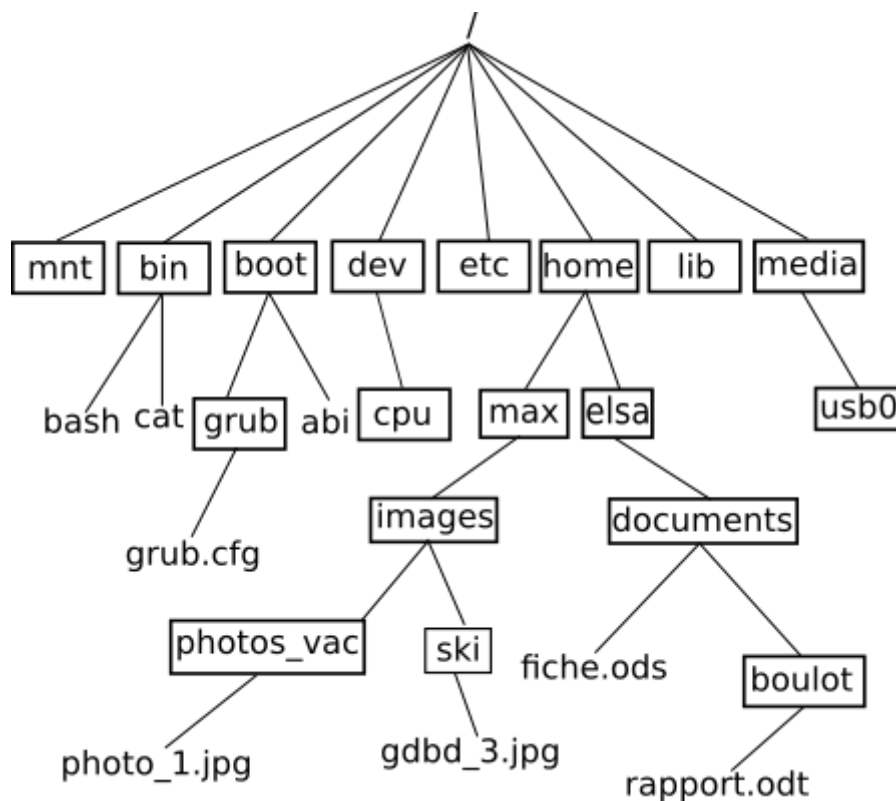 /
mnt bin boot dev etc home lib media
bash cat grub abi cpu max elsa usb0
images documents
grub.cfg
photos_vac ski fiche.ods boulot
photo_1.jpg gdbd_3.jpg rapport.odt